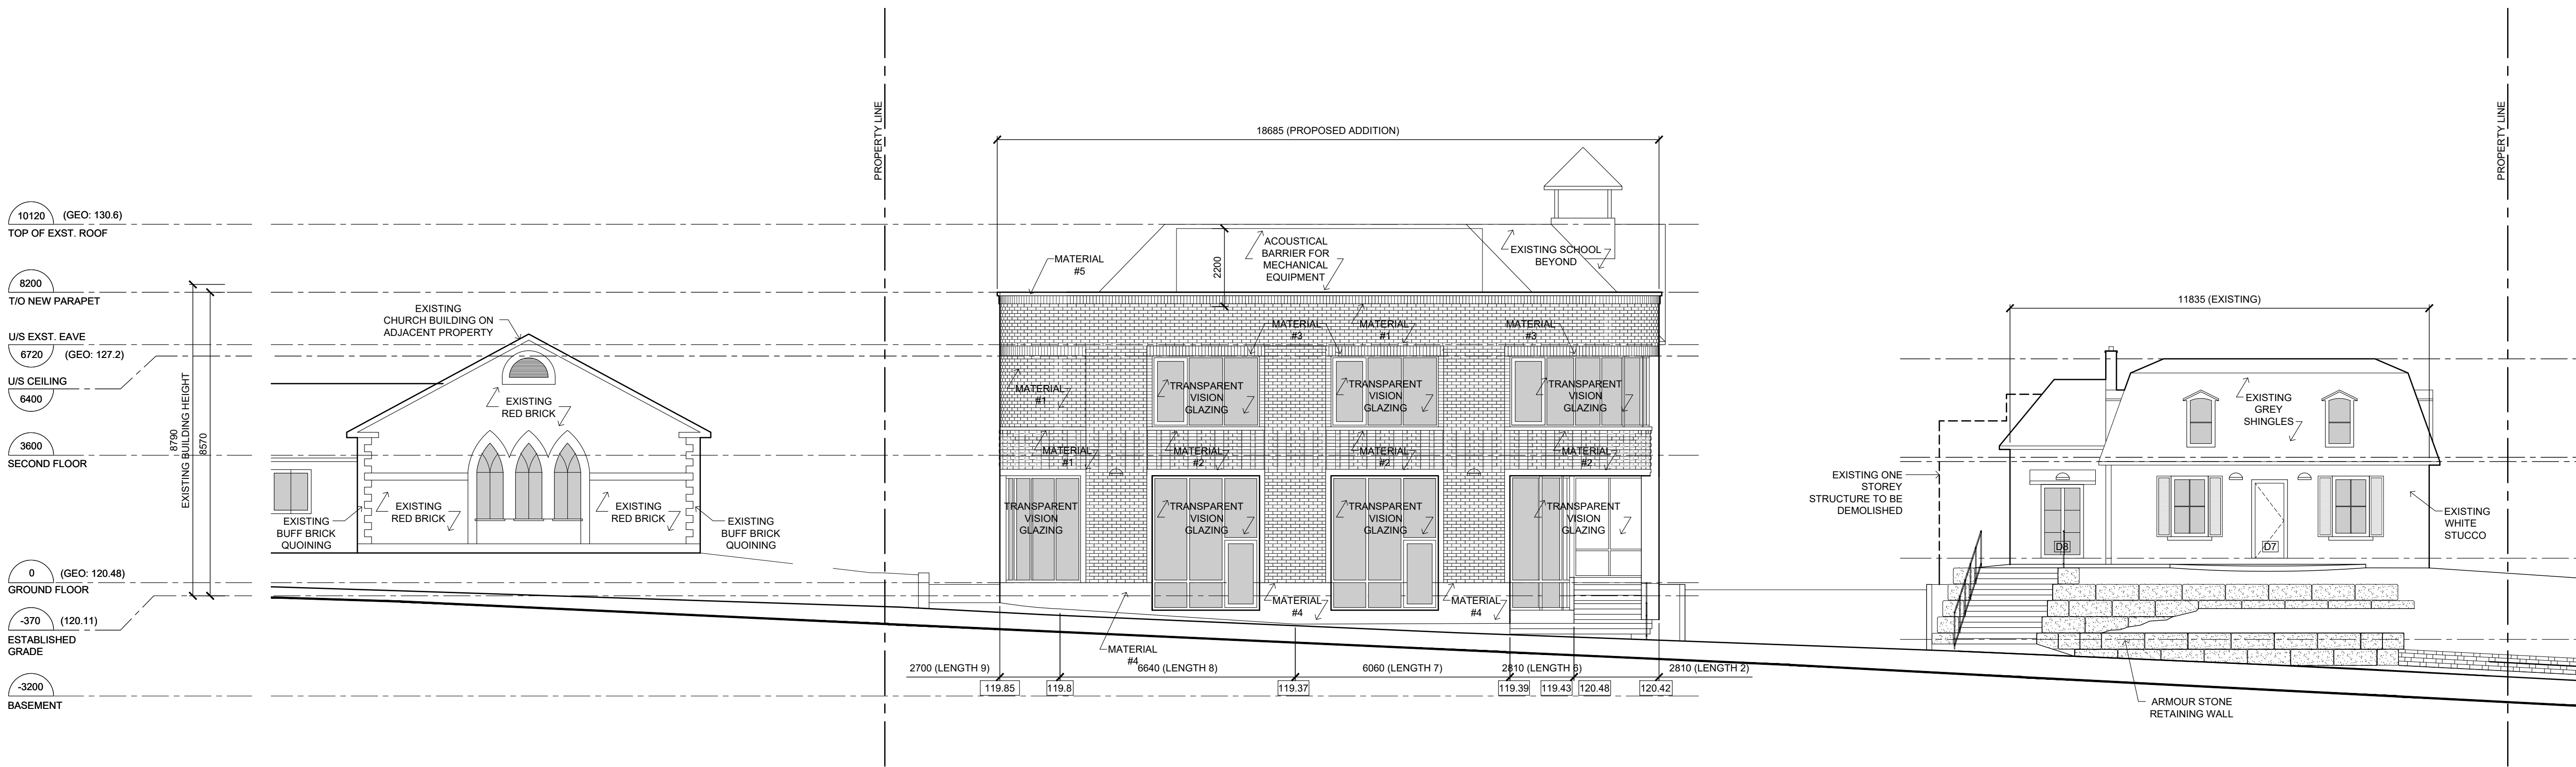 10120 (GEO: 130.6)
TOP OF EXST. ROOF
8200
T/O NEW PARAPET
U/S EXST. EAVE
6720 (GEO: 127.2)
U/S CEILING
6400
3600
SECOND FLOOR
0 (GEO: 120.48)
GROUND FLOOR
-370 (120.11)
ESTABLISHED
GRADE
-3200
BASEMENT
8790
EXISTING BUILDING HEIGHT
8570
EXISTING
CHURCH BUILDING ON
ADJACENT PROPERTY
EXISTING
RED BRICK
EXISTING
RED BRICK
EXISTING
RED BRICK
EXISTING
BUFF BRICK
QUOINING
EXISTING
BUFF BRICK
QUOINING
PROPERTY LINE
18685 (PROPOSED ADDITION)
MATERIAL
#5
2200
ACOUSTICAL
BARRIER FOR
MECHANICAL
EQUIPMENT
EXISTING SCHOOL
BEYOND
MATERIAL
#3
MATERIAL
#1
MATERIAL
#3
MATERIAL
#1
TRANSPARENT
VISION
GLAZING
TRANSPARENT
VISION
GLAZING
TRANSPARENT
VISION
GLAZING
MATERIAL
#1
MATERIAL
#2
MATERIAL
#2
MATERIAL
#2
TRANSPARENT
VISION
GLAZING
TRANSPARENT
VISION
GLAZING
TRANSPARENT
VISION
GLAZING
TRANSPARENT
VISION
GLAZING
MATERIAL
#4
MATERIAL
#4
MATERIAL
#4
2700 (LENGTH 9)
6640 (LENGTH 8)
6060 (LENGTH 7)
2810 (LENGTH 6)
2810 (LENGTH 2)
119.85
119.8
119.37
119.39
119.43
120.48
120.42
11835 (EXISTING)
EXISTING
GREY
SHINGLES
EXISTING ONE
STOREY
STRUCTURE TO BE
DEMOLISHED
EXISTING
WHITE
STUCCO
D8
D7
ARMOUR STONE
RETAINING WALL
PROPERTY LINE